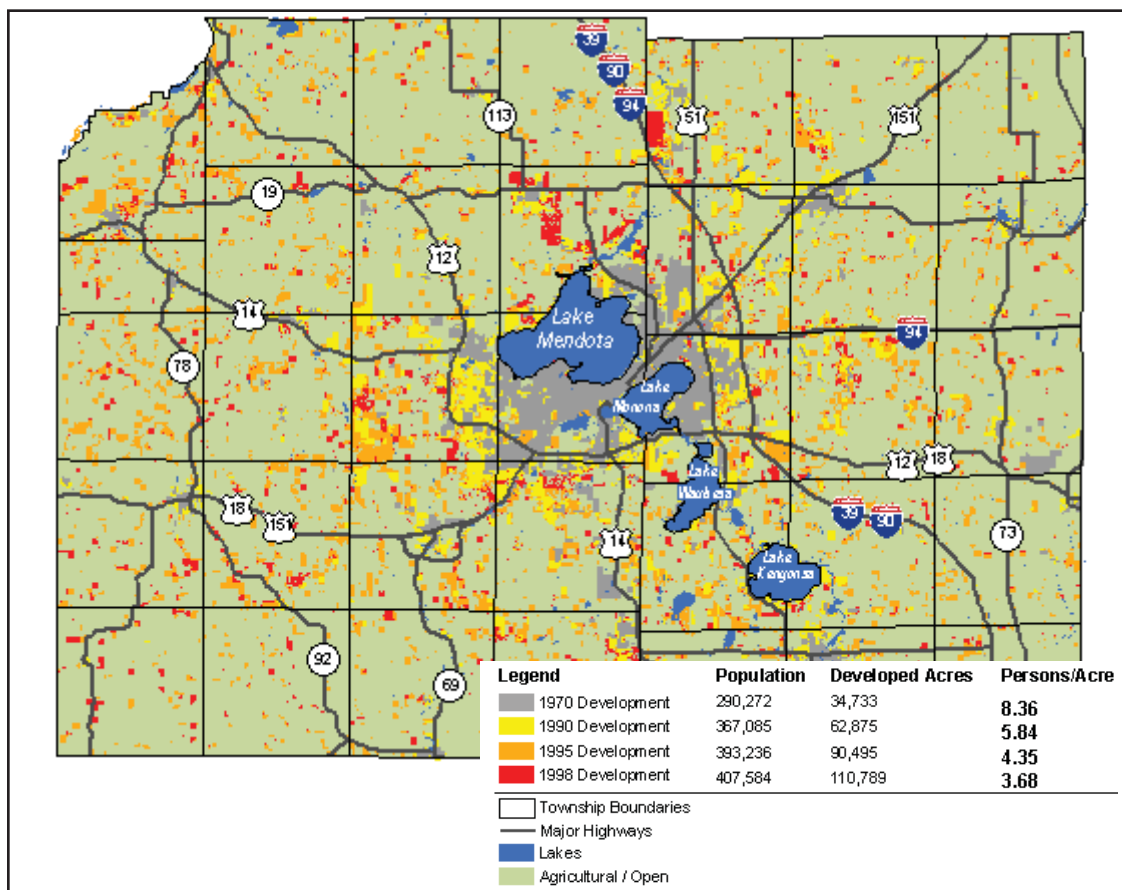 39
90
94
113
51
151
19
12
14
Lake
Mendota
94
78
Lake
Monona
12
18
Lake
Waubesa
18
151
39
90
14
73
Lake
Kegonsa
92
69
Legend Population Developed Acres Persons/Acre
1970 Development 290,272 34,733 8.36
1990 Development 367,085 62,875 5.84
1995 Development 393,236 90,495 4.35
1998 Development 407,584 110,789 3.68
Township Boundaries
Major Highways
Lakes
Agricultural / Open